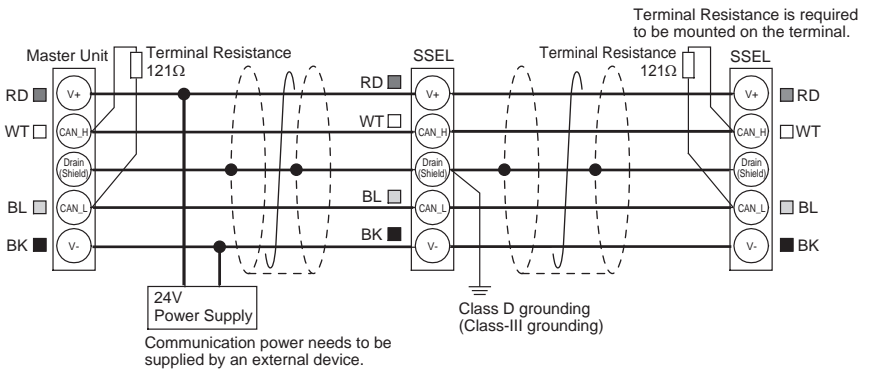 Terminal Resistance is required
to be mounted on the terminal.
Master Unit
Terminal Resistance
121Ω
SSEL
Terminal Resistance
121Ω
SSEL
RD
V+
RD
V+
V+
RD
WT
CAN_H
WT
CAN_H
CAN_H
WT
Drain
(Shield)
Drain
(Shield)
Drain
(Shield)
BL
CAN_L
BL
CAN_L
CAN_L
BL
BK
V-
BK
V-
V-
BK
24V
Power Supply
Class D grounding
(Class-III grounding)
Communication power needs to be
supplied by an external device.